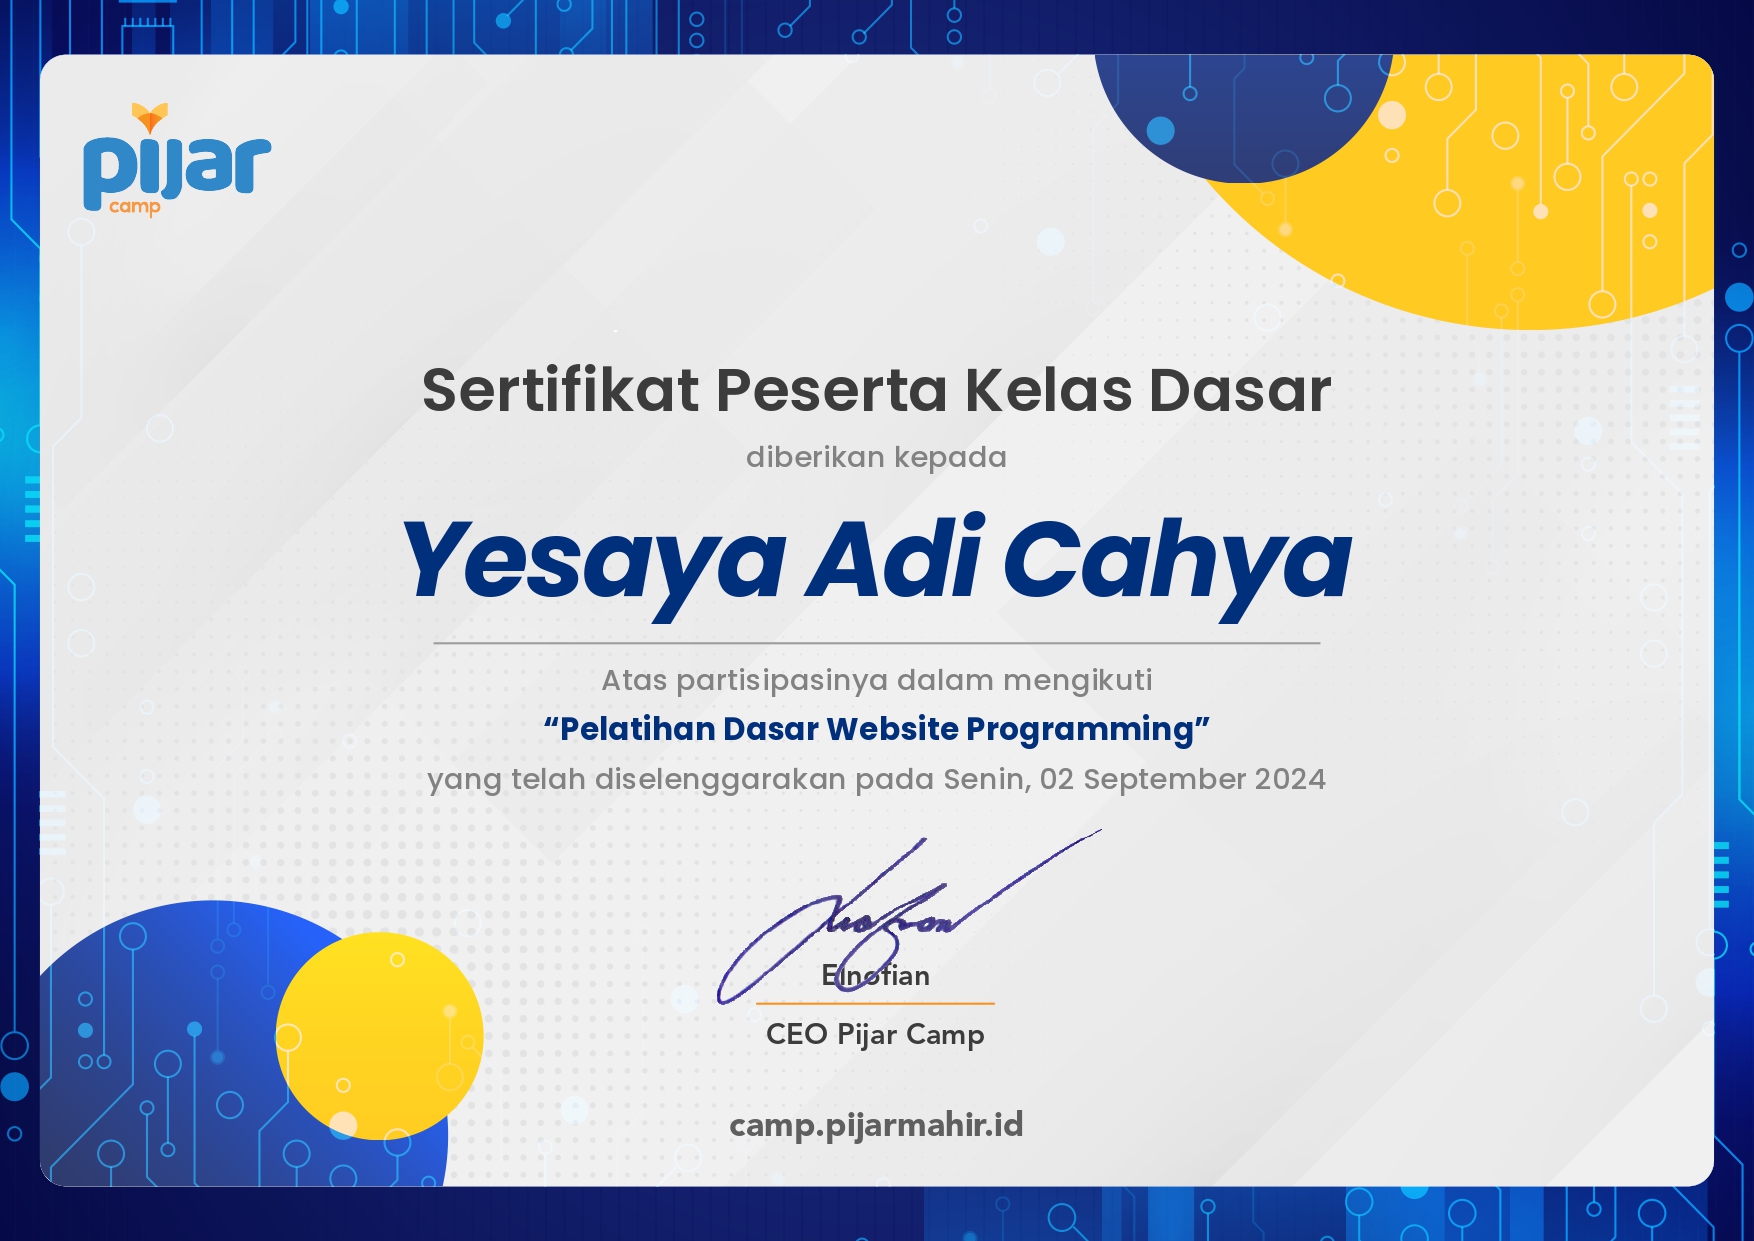 pijar
camp
Sertifikat Peserta Kelas Dasar
diberikan kepada
Yesaya Adi Cahya
Atas partisipasinya dalam mengikuti
“Pelatihan Dasar Website Programming”
yang telah diselenggarakan pada Senin, 02 September 2024
Elnofian
CEO Pijar Camp
camp.pijarmahir.id